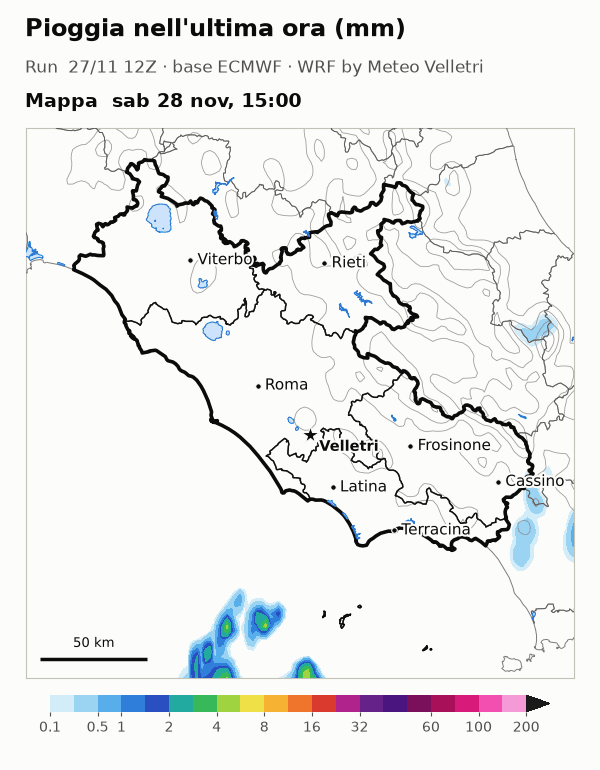 Pioggia nell'ultima ora (mm)
Run  27/11 12Z · base ECMWF · WRF by Meteo Velletri
Mappa  sab 28 nov, 15:00
Viterbo
Rieti
Roma
Velletri
Frosinone
Cassino
Latina
Terracina
50 km
0.1 0.5 1 2 4 8 16 32 60 100 200